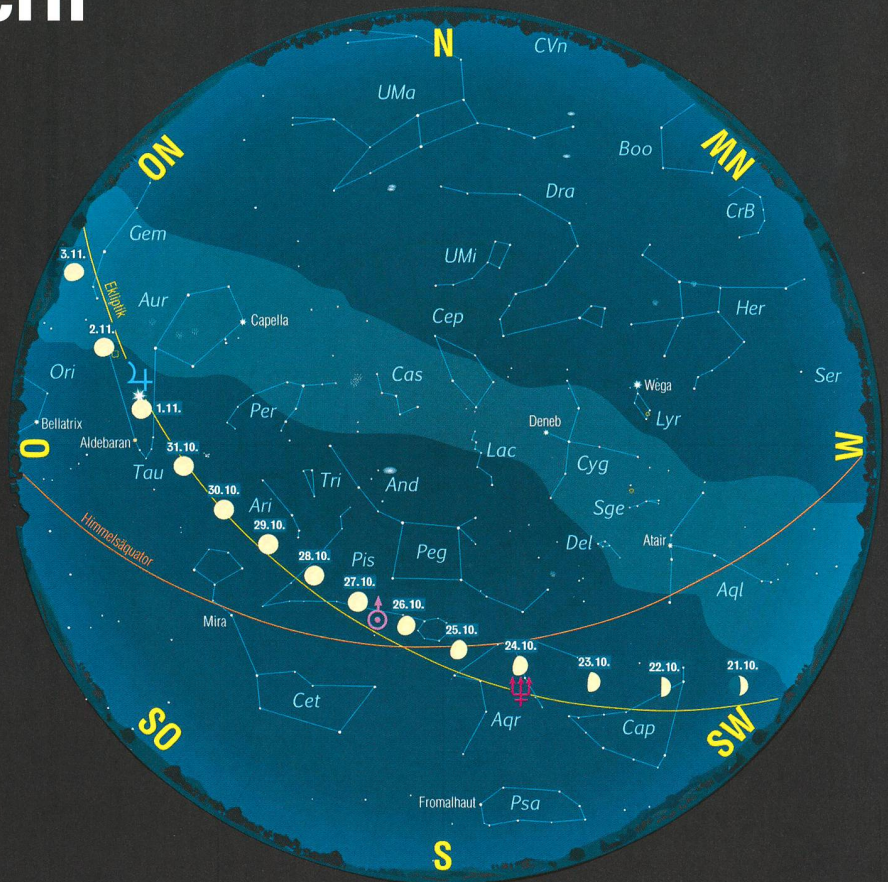 N
CVn
UMa
Boo
NO
NW
Dra
CrB
Gem
UMi
3.11.
Ekliptik
Aur
Her
Capella
Cep
2.11.
Ori
Cas
Ser
Wega
1.11.
Per
Lyr
Bellatrix
Deneb
Aldebaran
O
W
31.10.
Lac
Tau
Cyg
Tri
And
30.10.
Ari
Sge
29.10.
Himmelsäquator
Atair
Del
28.10.
Pis
Peg
27.10.
Aql
26.10.
Mira
25.10.
24.10.
23.10.
22.10.
21.10.
Cet
Aqr
Cap
SO
SW
Fromalhaut
Psa
S